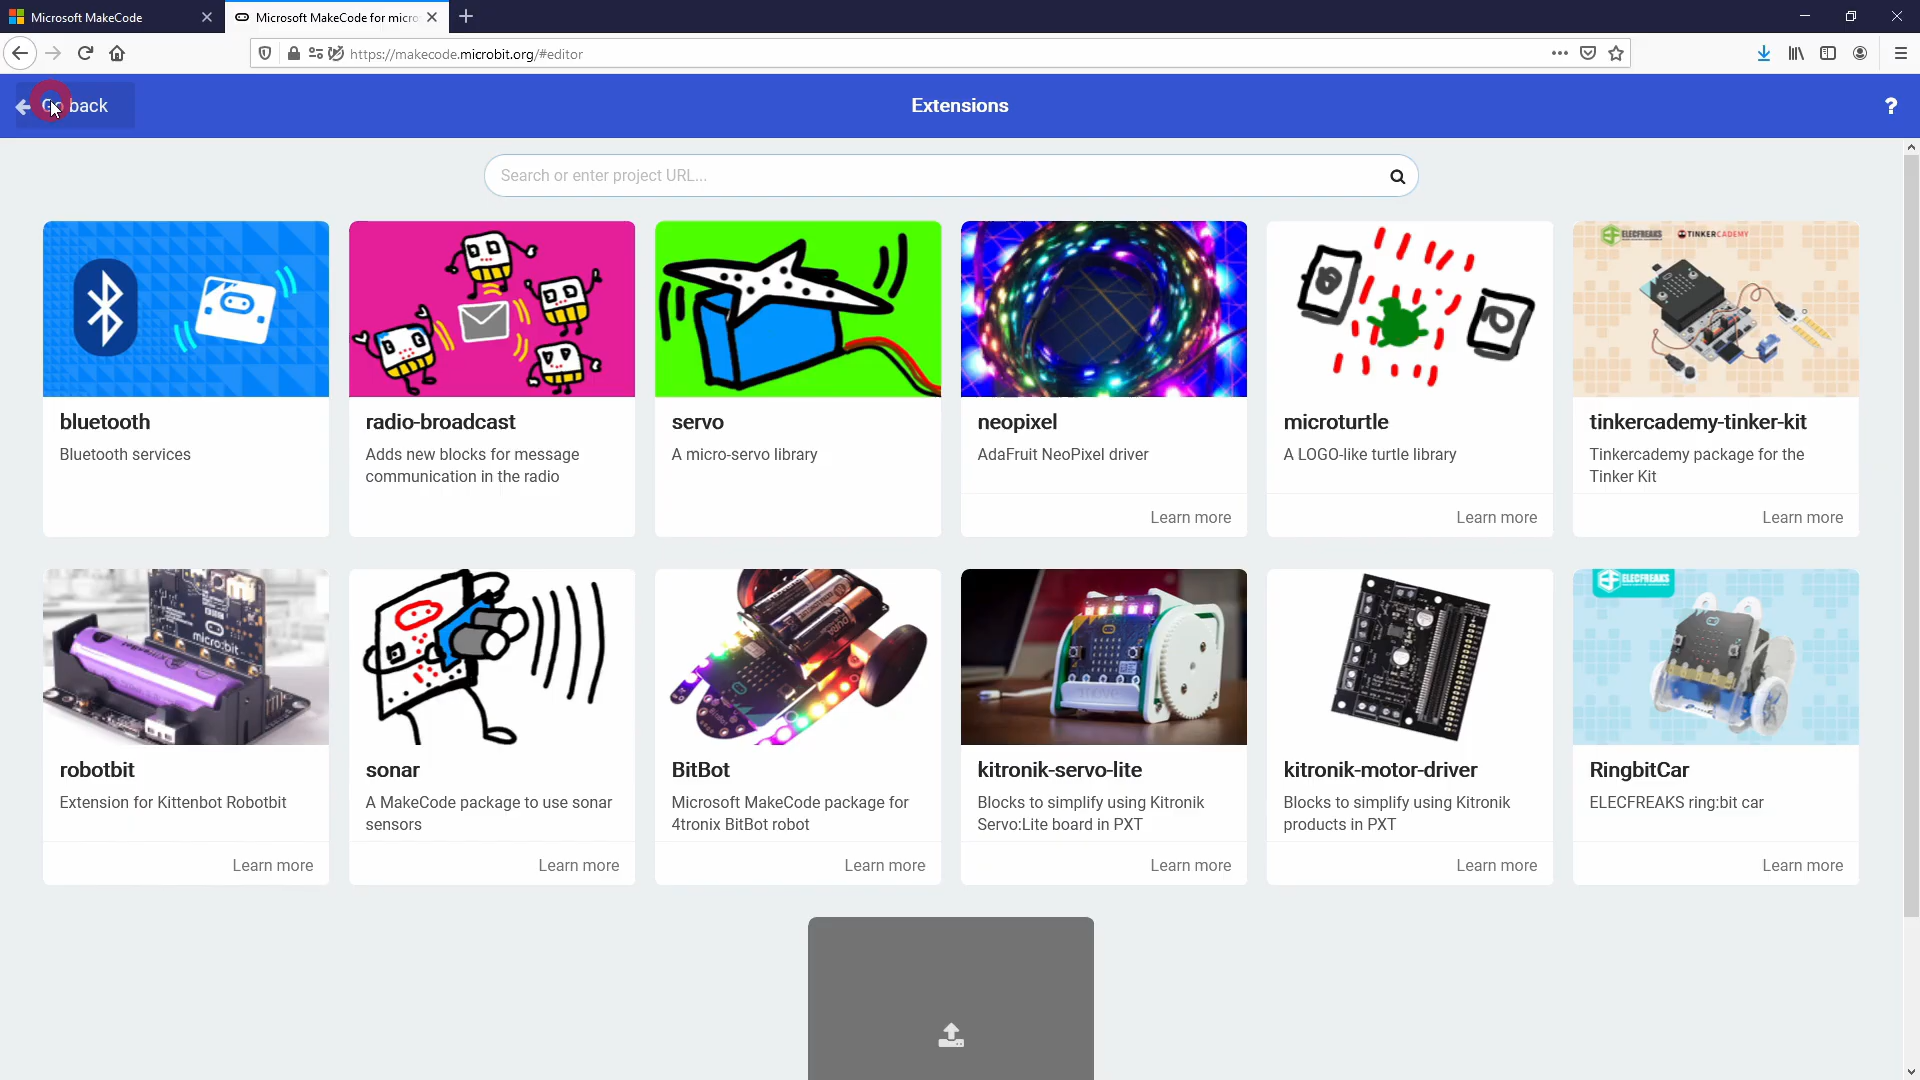 Microsoft MakeCode
Microsoft MakeCode for micro
https://makecode.microbit.org/#editor
Go back
Extensions
?
Search or enter project URL...
ELECFREAKS TINKERCADEMY
bluetooth
Bluetooth services
radio-broadcast
Adds new blocks for message
communication in the radio
servo
A micro-servo library
neopixel
AdaFruit NeoPixel driver
Learn more
microturtle
A LOGO-like turtle library
Learn more
tinkercademy-tinker-kit
Tinkercademy package for the
Tinker Kit
Learn more
micro:bit
ELECFREAKS
robotbit
Extension for Kittenbot Robotbit
Learn more
sonar
A MakeCode package to use sonar
sensors
Learn more
BitBot
Microsoft MakeCode package for
4tronix BitBot robot
Learn more
kitronik-servo-lite
Blocks to simplify using Kitronik
Servo:Lite board in PXT
Learn more
kitronik-motor-driver
Blocks to simplify using Kitronik
products in PXT
Learn more
RingbitCar
ELECFREAKS ring:bit car
Learn more